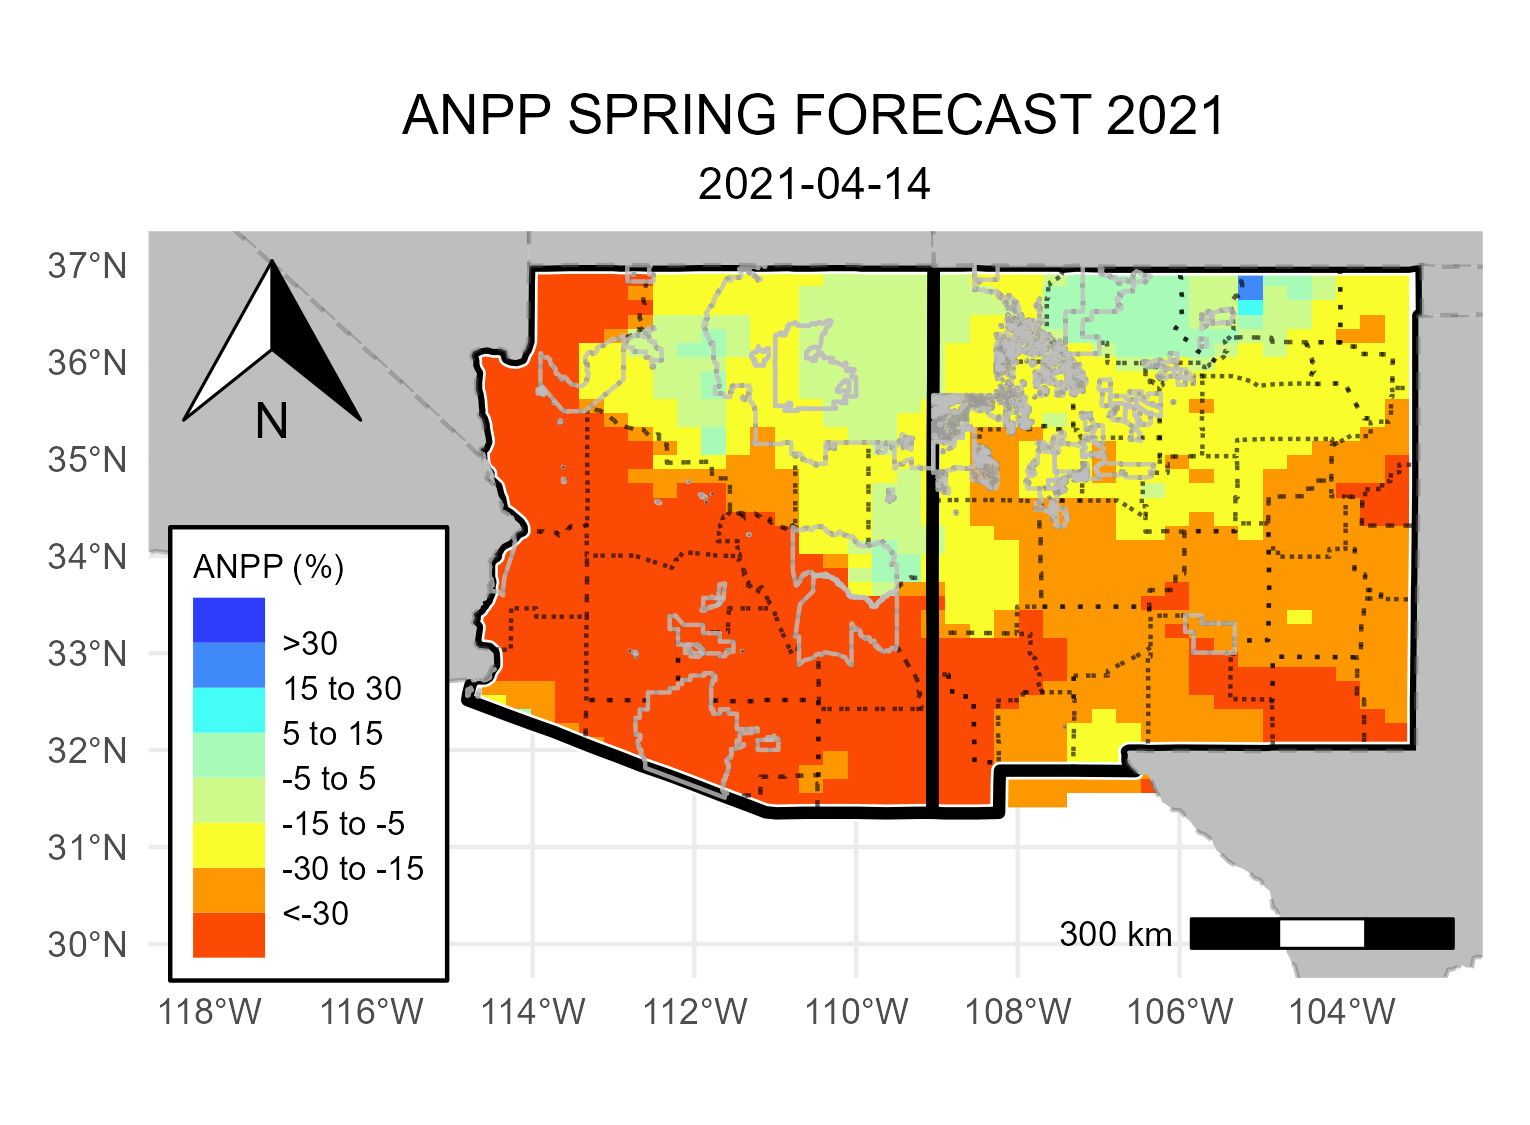 ANPP SPRING FORECAST 2021
2021-04-14
37°N
36°N
35°N
34°N
33°N
32°N
31°N
30°N
N
ANPP (%)
>30
15 to 30
5 to 15
-5 to 5
-15 to -5
-30 to -15
<-30
300 km
118°W 116°W 114°W 112°W 110°W 108°W 106°W 104°W